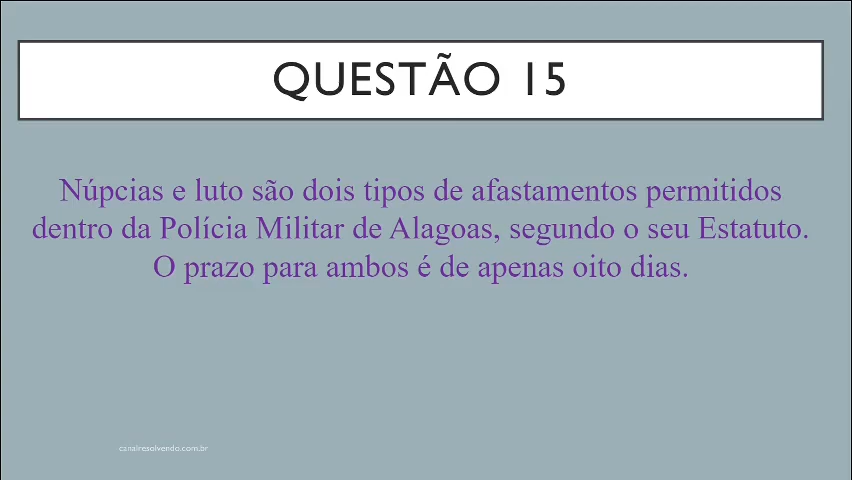 QUESTÃO 15
Núpcias e luto são dois tipos de afastamentos permitidos
dentro da Polícia Militar de Alagoas, segundo o seu Estatuto.
O prazo para ambos é de apenas oito dias.
canalresolvendo.com.br